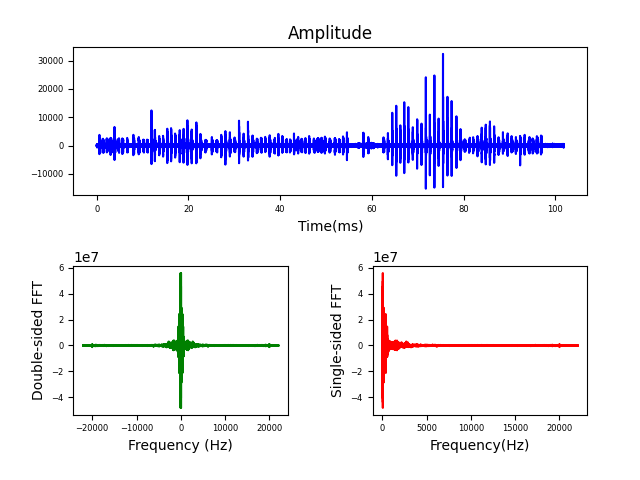 Amplitude
30000
20000
10000
0
−10000
0 20 40 60 80 100
Time(ms)
1e7 1e7
Double-sided FFT
6
4
2
0
−2
−4
−20000 −10000 0 10000 20000
Frequency (Hz)
Single-sided FFT
6
4
2
0
−2
−4
0 5000 10000 15000 20000
Frequency(Hz)